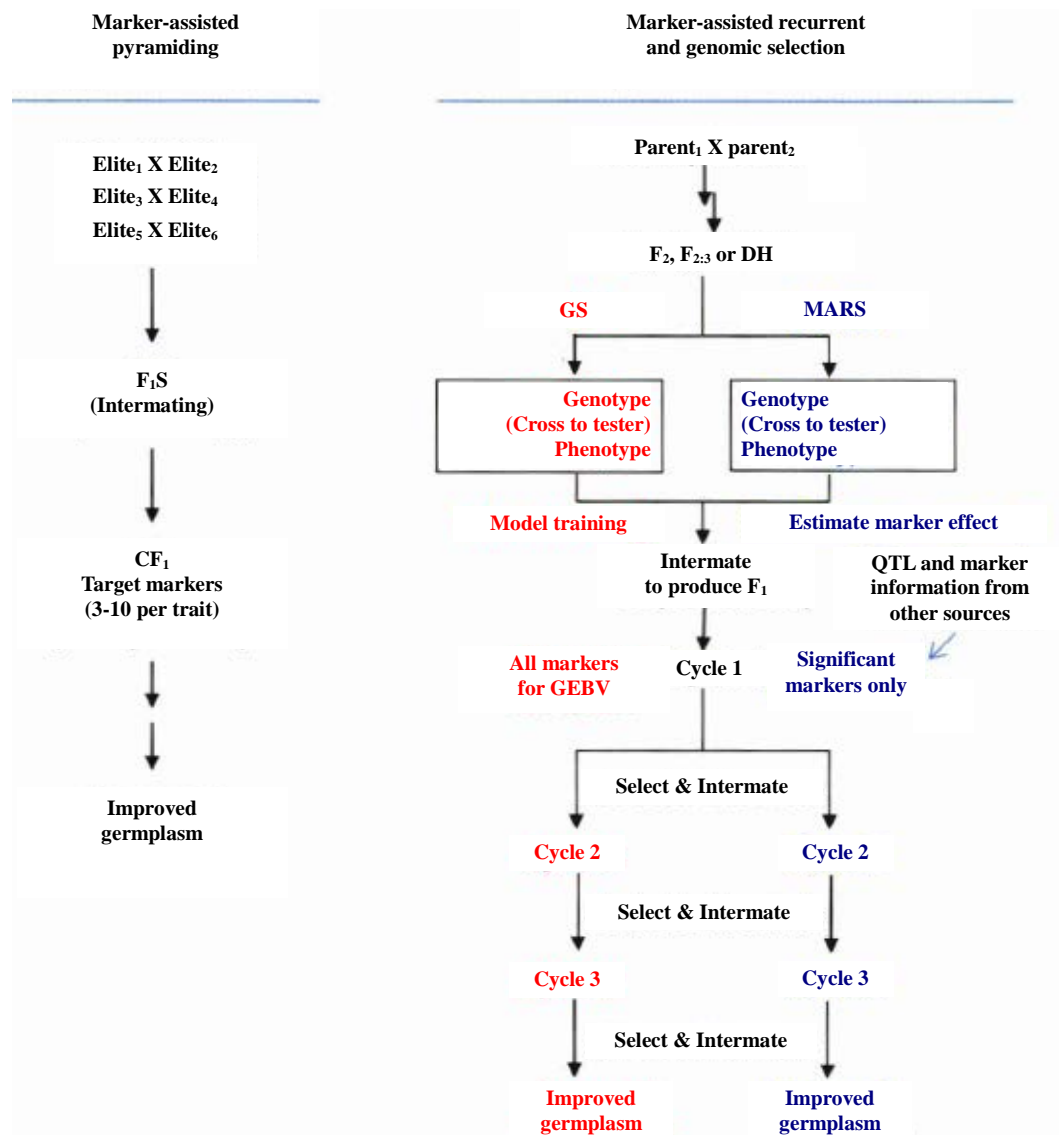 Marker-assisted
pyramiding
Elite₁ X Elite₂
Elite₃ X Elite₄
Elite₅ X Elite₆
F₁S
(Intermating)
CF₁
Target markers
(3-10 per trait)
Improved
germplasm
Marker-assisted recurrent
and genomic selection
Parent₁ X parent₂
F₂, F₂:₃ or DH
GS
MARS
Genotype
(Cross to tester)
Phenotype
Genotype
(Cross to tester)
Phenotype
Model training
Estimate marker effect
Intermate
to produce F₁
QTL and marker
information from
other sources
All markers
for GEBV
Cycle 1
Significant
markers only
Select & Intermate
Cycle 2
Cycle 2
Select & Intermate
Cycle 3
Cycle 3
Select & Intermate
Improved
germplasm
Improved
germplasm